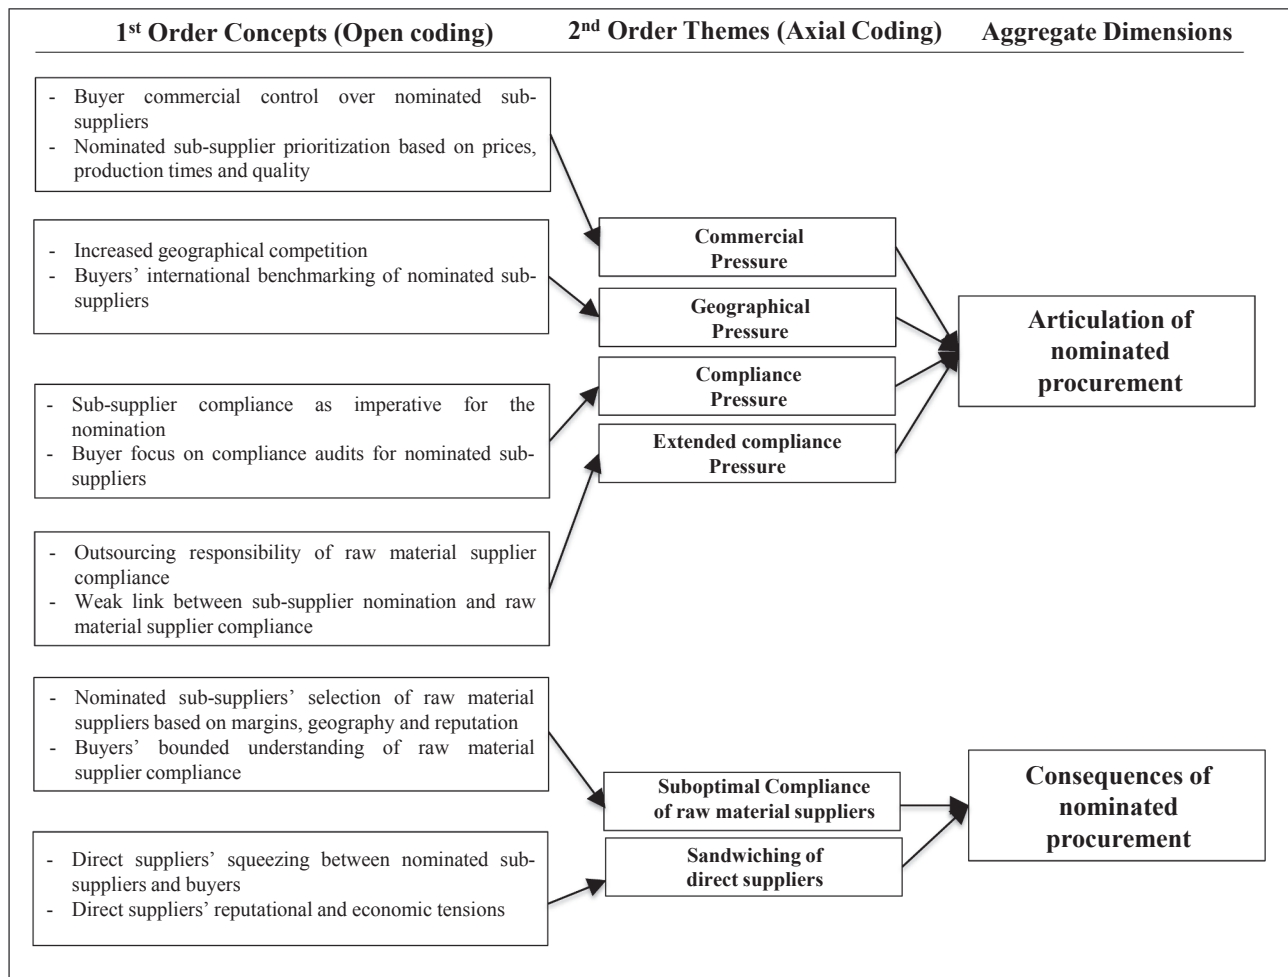 1st Order Concepts (Open coding)
2nd Order Themes (Axial Coding)
Aggregate Dimensions
- Buyer commercial control over nominated sub-
suppliers
- Nominated sub-supplier prioritization based on prices,
production times and quality
- Increased geographical competition
- Buyers’ international benchmarking of nominated sub-
suppliers
- Sub-supplier compliance as imperative for the
nomination
- Buyer focus on compliance audits for nominated sub-
suppliers
- Outsourcing responsibility of raw material supplier
compliance
- Weak link between sub-supplier nomination and raw
material supplier compliance
- Nominated sub-suppliers’ selection of raw material
suppliers based on margins, geography and reputation
- Buyers’ bounded understanding of raw material
supplier compliance
- Direct suppliers’ squeezing between nominated sub-
suppliers and buyers
- Direct suppliers’ reputational and economic tensions
Commercial
Pressure
Geographical
Pressure
Compliance
Pressure
Extended compliance
Pressure
Suboptimal Compliance
of raw material suppliers
Sandwiching of
direct suppliers
Articulation of
nominated
procurement
Consequences of
nominated
procurement